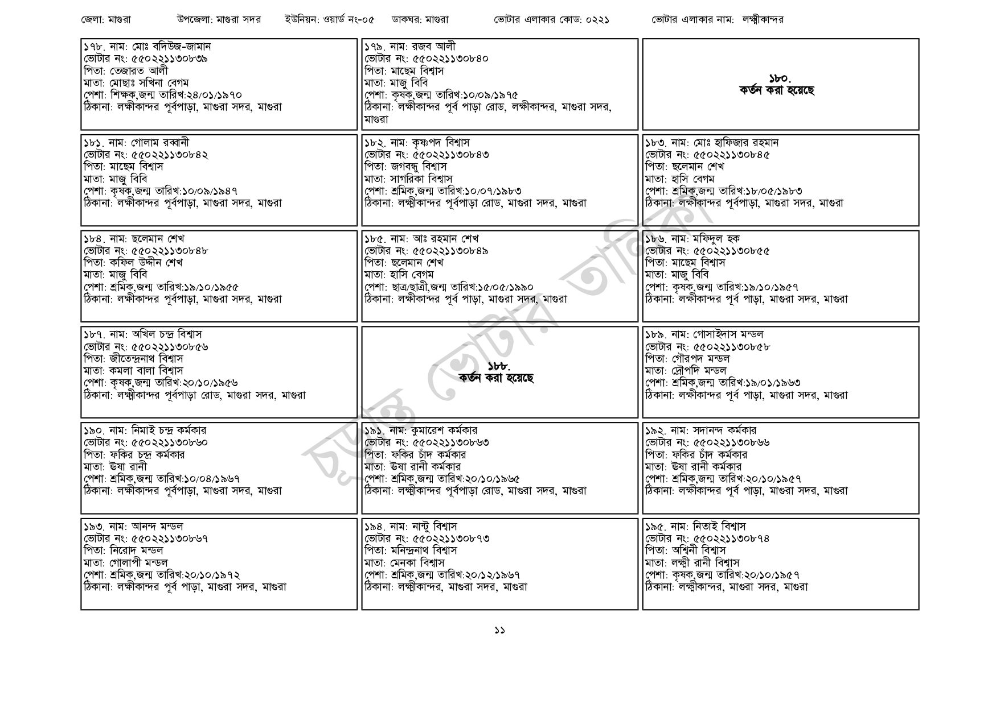 জেলা: মাগুরা উপজেলা: মাগুরা সদর ইউনিয়ন: ওয়ার্ড নং-০৫ ডাকঘর: মাগুরা ভোটার এলাকার কোড: ০২২১ ভোটার এলাকার নাম: লক্ষ্মীকান্দর
১৭৮. নাম: মোঃ বদিউজ-জামান
ভোটার নং: ৫৫০২২১১৩০৮৩৯
পিতা: তেজারত আলী
মাতা: মোছাঃ সখিনা বেগম
পেশা: শিক্ষক,জন্ম তারিখ:২৪/০১/১৯৭০
ঠিকানা: লক্ষীকান্দর পূর্বপাড়া, মাগুরা সদর, মাগুরা
১৭৯. নাম: রজব আলী
ভোটার নং: ৫৫০২২১১৩০৮৪০
পিতা: মাছেম বিশ্বাস
মাতা: মাজু বিবি
পেশা: কৃষক,জন্ম তারিখ:১০/০৯/১৯৭৫
ঠিকানা: লক্ষীকান্দর পূর্ব পাড়া রোড, লক্ষীকান্দর, মাগুরা সদর,
মাগুরা
১৮০.
কর্তন করা হয়েছে
১৮১. নাম: গোলাম রব্বানী
ভোটার নং: ৫৫০২২১১৩০৮৪২
পিতা: মাছেম বিশ্বাস
মাতা: মাজু বিবি
পেশা: কৃষক,জন্ম তারিখ:১০/০৯/১৯৪৭
ঠিকানা: লক্ষীকান্দর পূর্বপাড়া, মাগুরা সদর, মাগুরা
১৮২. নাম: কৃষ্ণপদ বিশ্বাস
ভোটার নং: ৫৫০২২১১৩০৮৪৩
পিতা: জগবন্ধু বিশ্বাস
মাতা: সাগরিকা বিশ্বাস
পেশা: শ্রমিক,জন্ম তারিখ:১০/০৭/১৯৮৩
ঠিকানা: লক্ষ্মীকান্দর পূর্বপাড়া রোড, মাগুরা সদর, মাগুরা
১৮৩. নাম: মোঃ হাফিজার রহমান
ভোটার নং: ৫৫০২২১১৩০৮৪৫
পিতা: ছলেমান শেখ
মাতা: হাসি বেগম
পেশা: শ্রমিক,জন্ম তারিখ:১৮/০৫/১৯৮৩
ঠিকানা: লক্ষীকান্দর পূর্বপাড়া, মাগুরা সদর, মাগুরা
১৮৪. নাম: ছলেমান শেখ
ভোটার নং: ৫৫০২২১১৩০৮৪৮
পিতা: কফিল উদ্দীন শেখ
মাতা: মাজু বিবি
পেশা: শ্রমিক,জন্ম তারিখ:১৯/১০/১৯৫৫
ঠিকানা: লক্ষীকান্দর পূর্বপাড়া, মাগুরা সদর, মাগুরা
১৮৫. নাম: আঃ রহমান শেখ
ভোটার নং: ৫৫০২২১১৩০৮৪৯
পিতা: ছলেমান শেখ
মাতা: হাসি বেগম
পেশা: ছাত্র/ছাত্রী,জন্ম তারিখ:১৫/০৫/১৯৯০
ঠিকানা: লক্ষীকান্দর পূর্ব পাড়া, মাগুরা সদর, মাগুরা
১৮৬. নাম: মফিদুল হক
ভোটার নং: ৫৫০২২১১৩০৮৫৫
পিতা: মাছেম বিশ্বাস
মাতা: মাজু বিবি
পেশা: কৃষক,জন্ম তারিখ:১৯/১০/১৯৫৭
ঠিকানা: লক্ষীকান্দর পূর্ব পাড়া, মাগুরা সদর, মাগুরা
১৮৭. নাম: অখিল চন্দ্র বিশ্বাস
ভোটার নং: ৫৫০২২১১৩০৮৫৬
পিতা: জীতেন্দ্রনাথ বিশ্বাস
মাতা: কমলা বালা বিশ্বাস
পেশা: কৃষক,জন্ম তারিখ:২০/১০/১৯৫৬
ঠিকানা: লক্ষ্মীকান্দর পূর্বপাড়া রোড, মাগুরা সদর, মাগুরা
১৮৮.
কর্তন করা হয়েছে
১৮৯. নাম: গোসাইদাস মন্ডল
ভোটার নং: ৫৫০২২১১৩০৮৫৮
পিতা: গৌরপদ মন্ডল
মাতা: দ্রৌপদি মন্ডল
পেশা: শ্রমিক,জন্ম তারিখ:১৯/০১/১৯৬৩
ঠিকানা: লক্ষীকান্দর পূর্ব পাড়া, মাগুরা সদর, মাগুরা
১৯০. নাম: নিমাই চন্দ্র কর্মকার
ভোটার নং: ৫৫০২২১১৩০৮৬০
পিতা: ফকির চন্দ্র কর্মকার
মাতা: ঊষা রানী
পেশা: শ্রমিক,জন্ম তারিখ:১০/০৪/১৯৬৭
ঠিকানা: লক্ষীকান্দর পূর্বপাড়া, মাগুরা সদর, মাগুরা
১৯১. নাম: কুমারেশ কর্মকার
ভোটার নং: ৫৫০২২১১৩০৮৬৩
পিতা: ফকির চাঁদ কর্মকার
মাতা: ঊষা রানী কর্মকার
পেশা: শ্রমিক,জন্ম তারিখ:২০/১০/১৯৬৫
ঠিকানা: লক্ষ্মীকান্দর পূর্বপাড়া রোড, মাগুরা সদর, মাগুরা
১৯২. নাম: সদানন্দ কর্মকার
ভোটার নং: ৫৫০২২১১৩০৮৬৬
পিতা: ফকির চাঁদ কর্মকার
মাতা: ঊষা রানী কর্মকার
পেশা: শ্রমিক,জন্ম তারিখ:২০/১০/১৯৫৭
ঠিকানা: লক্ষীকান্দর পূর্ব পাড়া, মাগুরা সদর, মাগুরা
১৯৩. নাম: আনন্দ মন্ডল
ভোটার নং: ৫৫০২২১১৩০৮৬৭
পিতা: নিরোদ মন্ডল
মাতা: গোলাপী মন্ডল
পেশা: শ্রমিক,জন্ম তারিখ:২০/১০/১৯৭২
ঠিকানা: লক্ষীকান্দর পূর্ব পাড়া, মাগুরা সদর, মাগুরা
১৯৪. নাম: নান্টু বিশ্বাস
ভোটার নং: ৫৫০২২১১৩০৮৭৩
পিতা: মনিন্দ্রনাথ বিশ্বাস
মাতা: মেনকা বিশ্বাস
পেশা: শ্রমিক,জন্ম তারিখ:২০/১২/১৯৬৭
ঠিকানা: লক্ষ্মীকান্দর, মাগুরা সদর, মাগুরা
১৯৫. নাম: নিতাই বিশ্বাস
ভোটার নং: ৫৫০২২১১৩০৮৭৪
পিতা: অশ্বিনী বিশ্বাস
মাতা: লক্ষ্মী রানী বিশ্বাস
পেশা: কৃষক,জন্ম তারিখ:২০/১০/১৯৫৭
ঠিকানা: লক্ষ্মীকান্দর, মাগুরা সদর, মাগুরা
চূড়ান্ত ভোটার তালিকা
১১